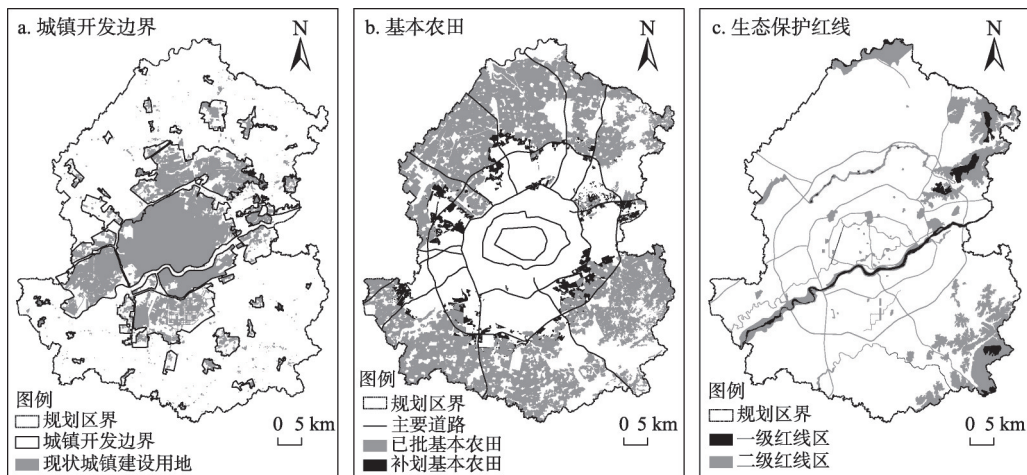 a. 城镇开发边界
N
图例
规划区界
城镇开发边界
现状城镇建设用地
0 5 km
b. 基本农田
N
图例
规划区界
主要道路
已批基本农田
补划基本农田
0 5 km
c. 生态保护红线
N
图例
规划区界
一级红线区
二级红线区
0 5 km